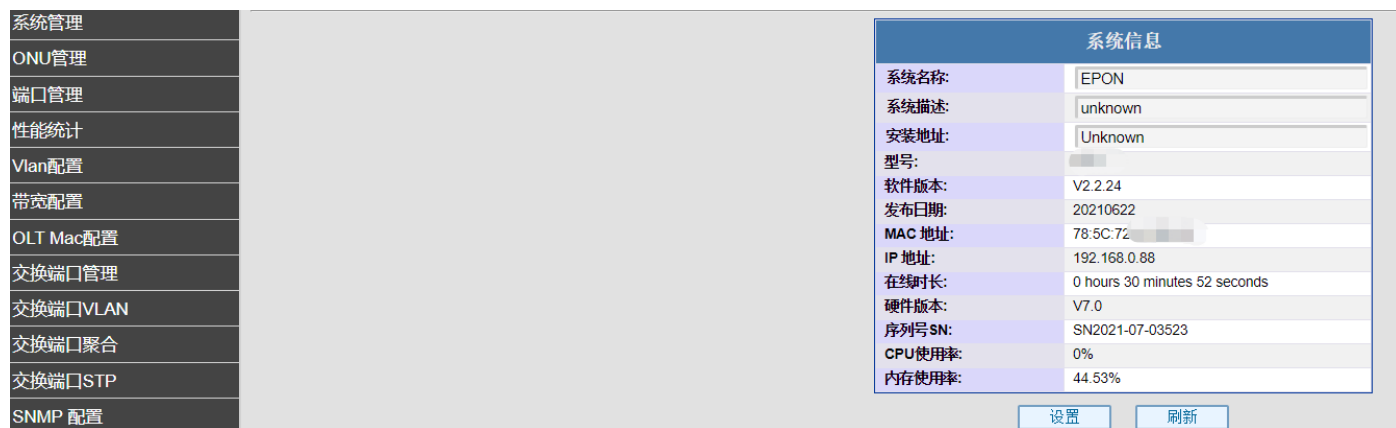 系统管理
ONU管理
端口管理
性能统计
Vlan配置
带宽配置
OLT Mac配置
交换端口管理
交换端口VLAN
交换端口聚合
交换端口STP
SNMP 配置
系统信息
系统名称: EPON
系统描述: unknown
安装地址: Unknown
型号:
软件版本: V2.2.24
发布日期: 20210622
MAC 地址: 78:5C:72
IP 地址: 192.168.0.88
在线时长: 0 hours 30 minutes 52 seconds
硬件版本: V7.0
序列号SN: SN2021-07-03523
CPU使用率: 0%
内存使用率: 44.53%
设置 刷新